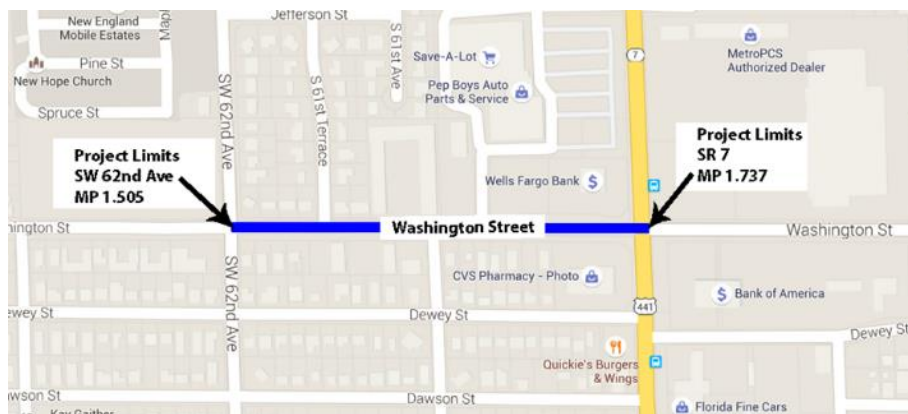 Jefferson St
New England
Mobile Estates
Mapl
Pine St
New Hope Church
Spruce St
SW 62nd Ave
S 61st Terrace
S 61st Ave
Save-A-Lot
Pep Boys Auto
Parts & Service
7
MetroPCS
Authorized Dealer
Project Limits
SW 62nd Ave
MP 1.505
Project Limits
SR 7
MP 1.737
Wells Fargo Bank
$
hington St
Washington Street
Washington St
SW 62nd Ave
CVS Pharmacy - Photo
441
$
Bank of America
ewey St
Dewey St
Dewey St
Quickie's Burgers
& Wings
awson St
Dawson St
Kay Gaither
Florida Fine Cars